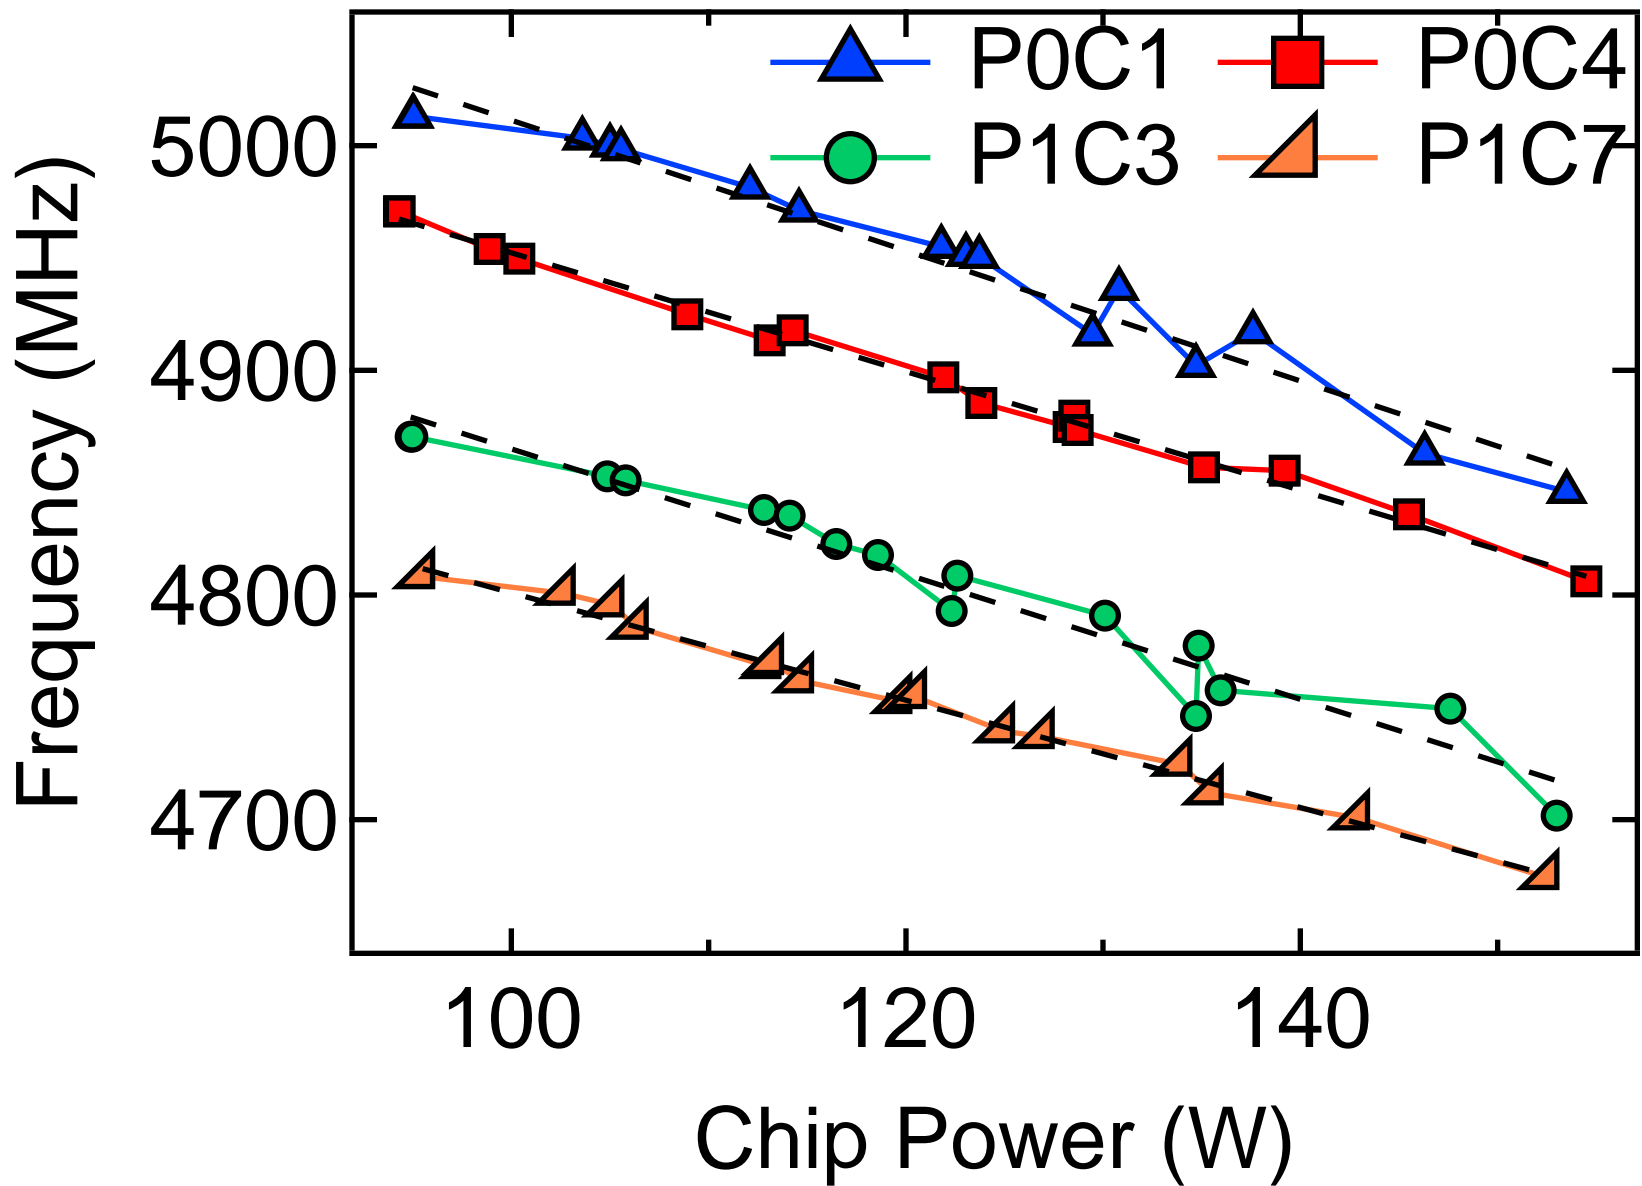 P0C1 P0C4
P1C3 P1C7
5000
4900
4800
4700
Frequency (MHz)
100 120 140
Chip Power (W)